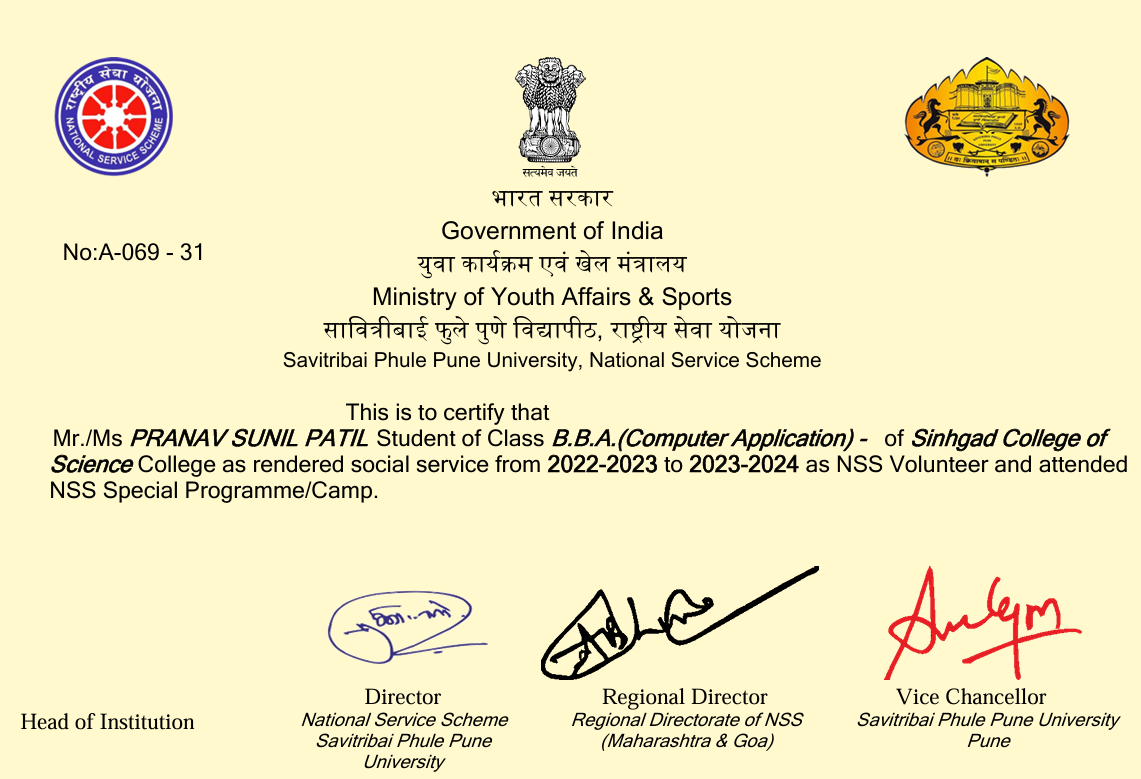 राष्ट्रीय सेवा योजना
NATIONAL SERVICE SCHEME
सत्यमेव जयते
भारत सरकार
Government of India
No:A-069 - 31
युवा कार्यक्रम एवं खेल मंत्रालय
Ministry of Youth Affairs & Sports
सावित्रीबाई फुले पुणे विद्यापीठ, राष्ट्रीय सेवा योजना
Savitribai Phule Pune University, National Service Scheme
This is to certify that
Mr./Ms PRANAV SUNIL PATIL Student of Class B.B.A.(Computer Application) - of Sinhgad College of
Science College as rendered social service from 2022-2023 to 2023-2024 as NSS Volunteer and attended
NSS Special Programme/Camp.
Head of Institution
Director
National Service Scheme
Savitribai Phule Pune
University
Regional Director
Regional Directorate of NSS
(Maharashtra & Goa)
Vice Chancellor
Savitribai Phule Pune University
Pune